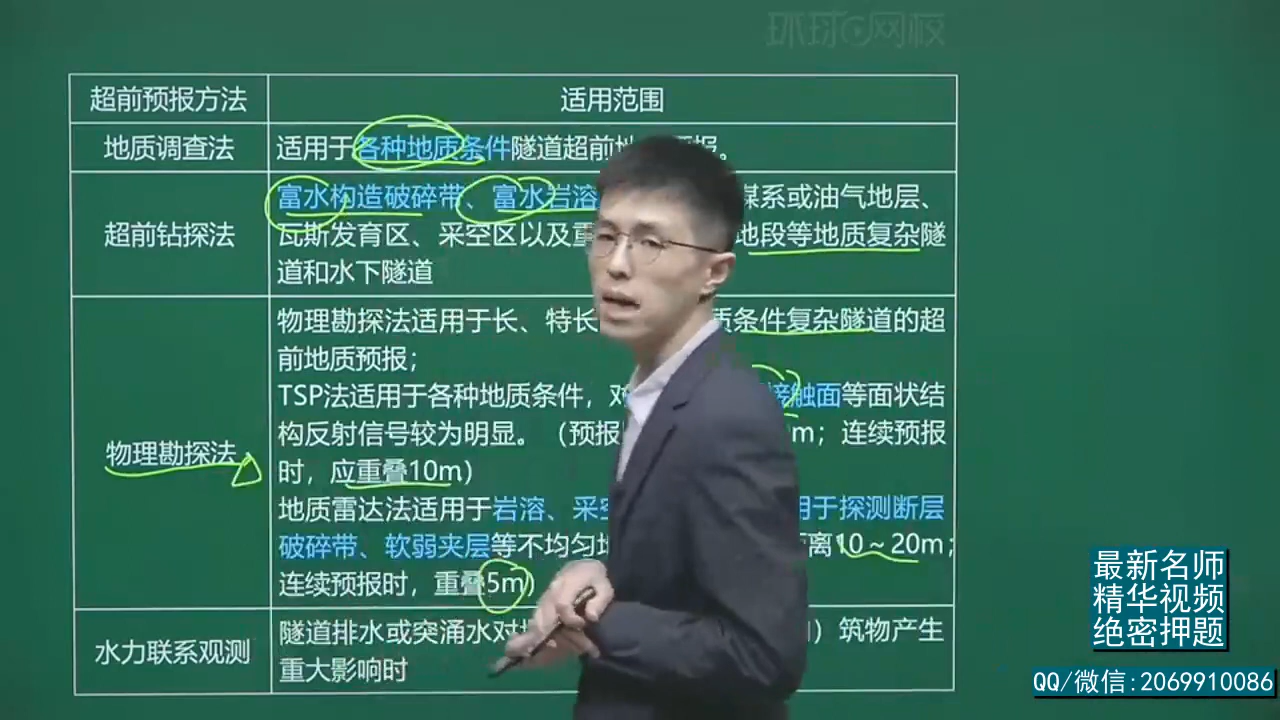 环球网校
超前预报方法 适用范围
地质调查法 适用于各种地质条件隧道超前地 预报。
富水构造破碎带、富水岩溶 煤系或油气地层、
超前钻探法 瓦斯发育区、采空区以及重 地段等地质复杂隧
道和水下隧道
物理勘探法适用于长、特长 质条件复杂隧道的超
前地质预报；
TSP法适用于各种地质条件，对 接触面等面状结
构反射信号较为明显。（预报 m；连续预报
物理勘探法 时，应重叠10m）
地质雷达法适用于岩溶、采空 用于探测断层
破碎带、软弱夹层等不均匀地 距离10～20m；
连续预报时，重叠5m）
隧道排水或突涌水对 ）筑物产生
水力联系观测 重大影响时
最新名师
精华视频
绝密押题
QQ/微信:2069910086